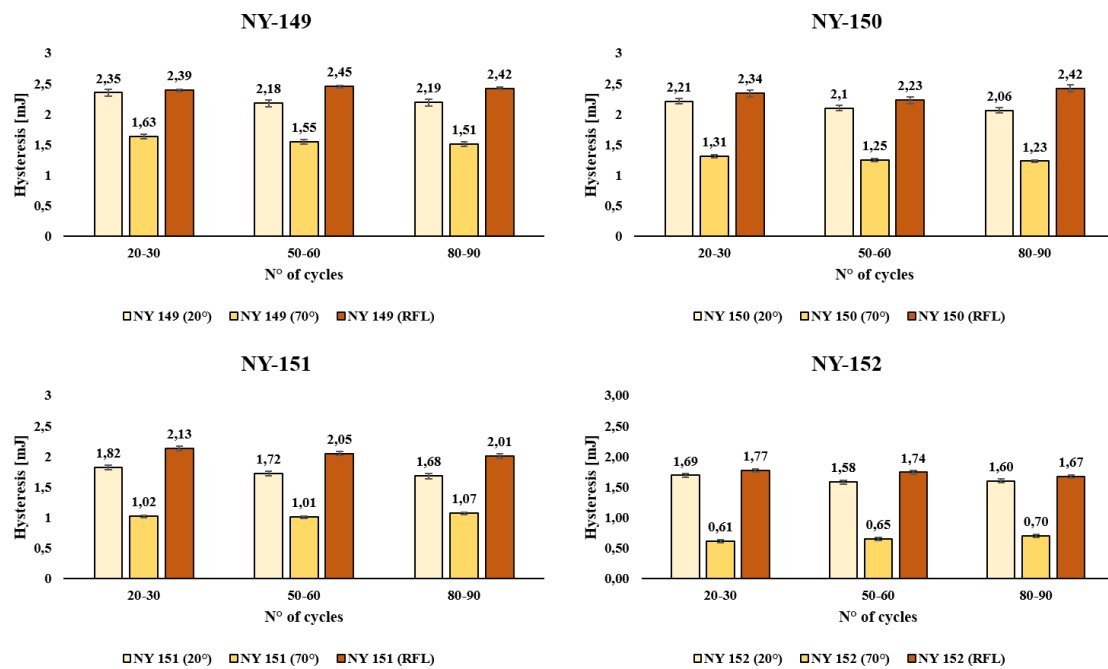 NY-149
3
2,5
2
1,5
1
0,5
0
Hysteresis [mJ]
2,35 1,63 2,39
2,18 1,55 2,45
2,19 1,51 2,42
20-30 50-60 80-90
N° of cycles
NY 149 (20°) NY 149 (70°) NY 149 (RFL)
NY-150
3
2,5
2
1,5
1
0,5
0
Hysteresis [mJ]
2,21 1,31 2,34
2,1 1,25 2,23
2,06 1,23 2,42
20-30 50-60 80-90
N° of cycles
NY 150 (20°) NY 150 (70°) NY 150 (RFL)
NY-151
3
2,5
2
1,5
1
0,5
0
Hysteresis [mJ]
1,82 1,02 2,13
1,72 1,01 2,05
1,68 1,07 2,01
20-30 50-60 80-90
N° of cycles
NY 151 (20°) NY 151 (70°) NY 151 (RFL)
NY-152
3,00
2,50
2,00
1,50
1,00
0,50
0,00
Hysteresis [mJ]
1,69 0,61 1,77
1,58 0,65 1,74
1,60 0,70 1,67
20-30 50-60 80-90
N° of cycles
NY 152 (20°) NY 152 (70°) NY 152 (RFL)